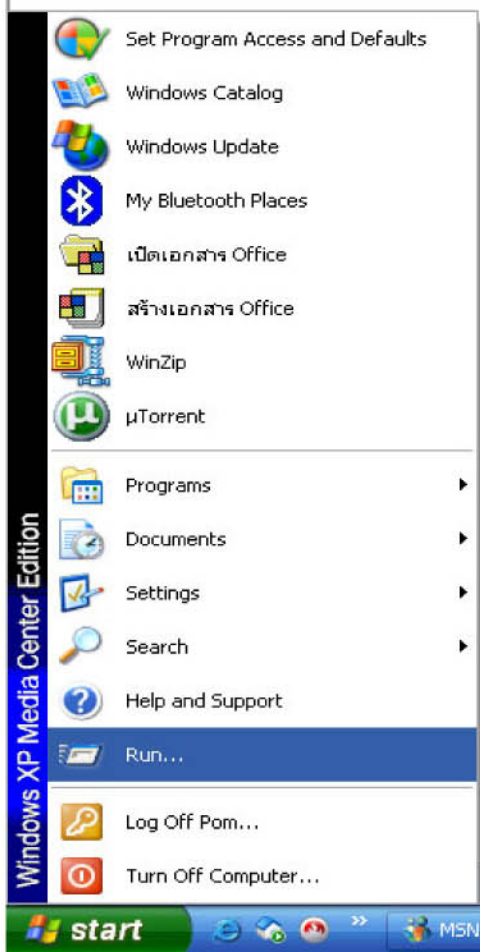 Set Program Access and Defaults
Windows Catalog
Windows Update
My Bluetooth Places
เปิดเอกสาร Office
สร้างเอกสาร Office
WinZip
µTorrent
Programs
Documents
Settings
Search
Help and Support
Run...
Log Off Pom...
Turn Off Computer...
Windows XP Media Center Edition
start
MSN